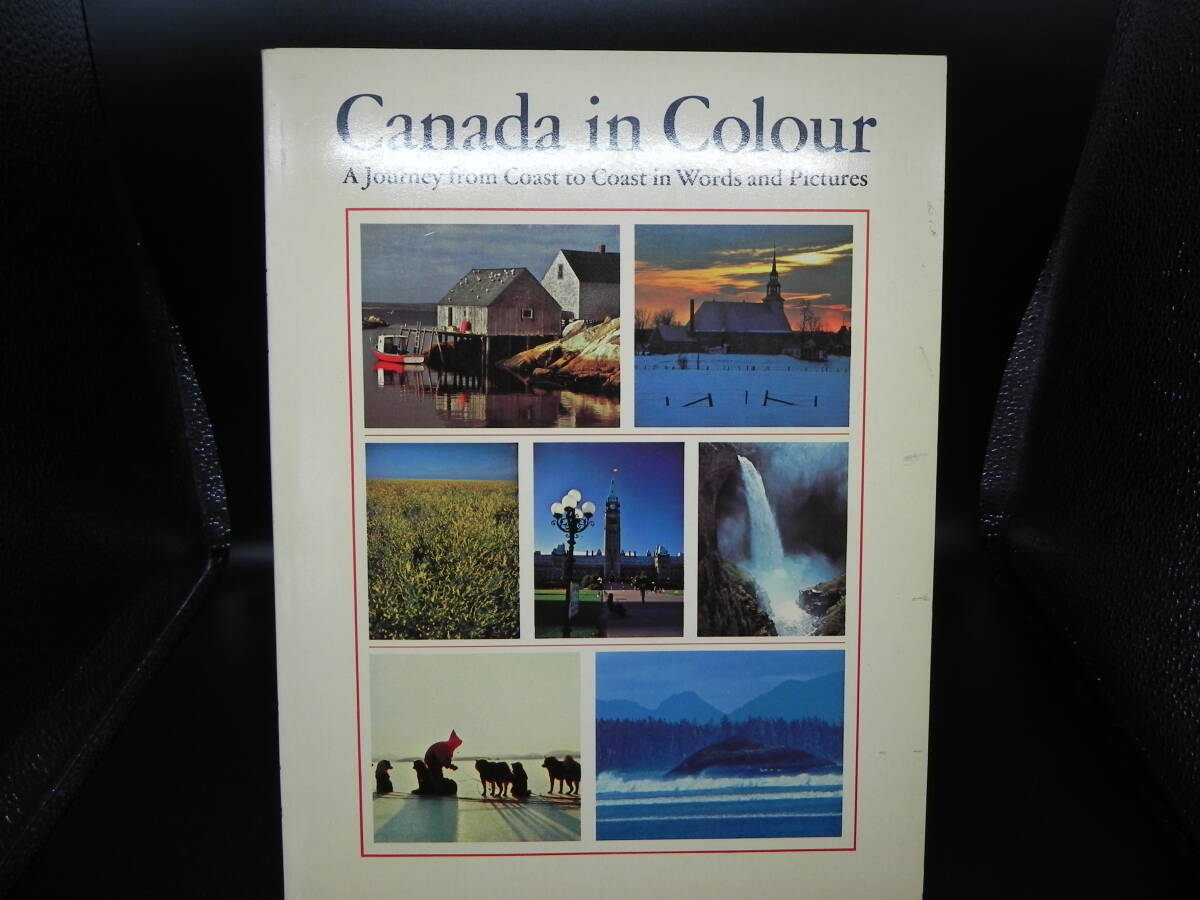 Canada in Colour
A Journey from Coast to Coast in Words and Pictures